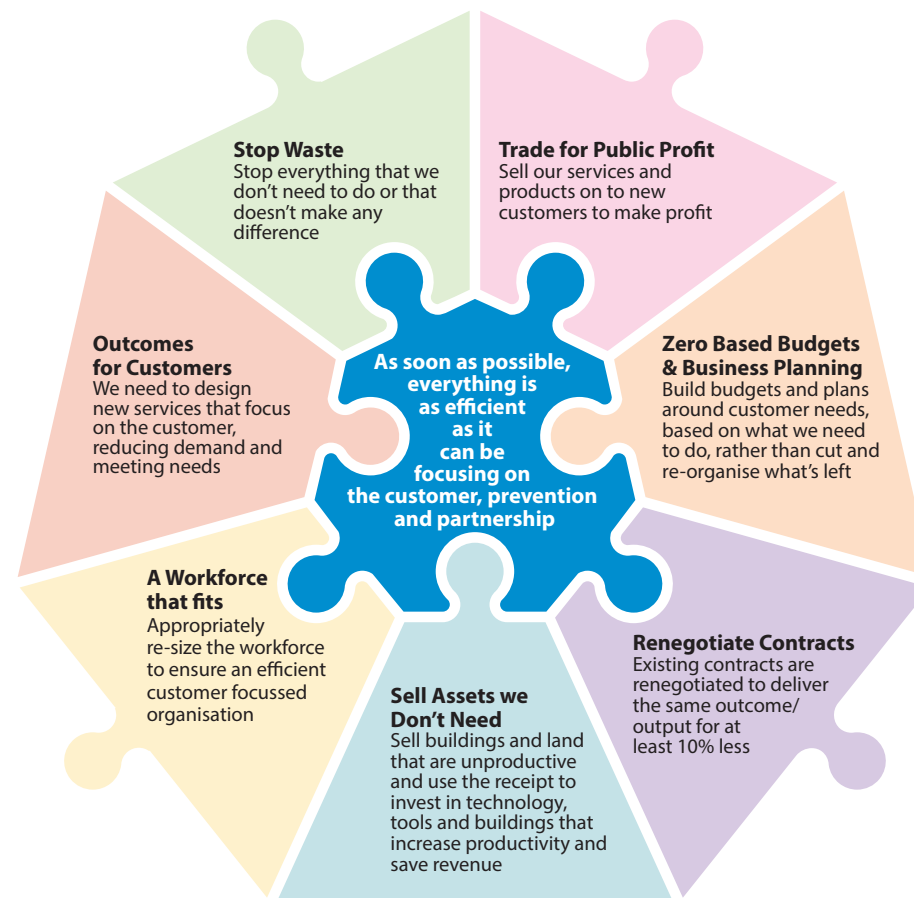 Stop Waste
Stop everything that we
don’t need to do or that
doesn’t make any
difference
Trade for Public Profit
Sell our services and
products on to new
customers to make profit
Outcomes
for Customers
We need to design
new services that focus
on the customer,
reducing demand and
meeting needs
As soon as possible,
everything is
as efficient
as it
can be
focusing on
the customer, prevention
and partnership
Zero Based Budgets
& Business Planning
Build budgets and plans
around customer needs,
based on what we need
to do, rather than cut and
re-organise what’s left
A Workforce
that fits
Appropriately
re-size the workforce
to ensure an efficient
customer focussed
organisation
Sell Assets we
Don’t Need
Sell buildings and land
that are unproductive
and use the receipt to
invest in technology,
tools and buildings that
increase productivity and
save revenue
Renegotiate Contracts
Existing contracts are
renegotiated to deliver
the same outcome/
output for at
least 10% less